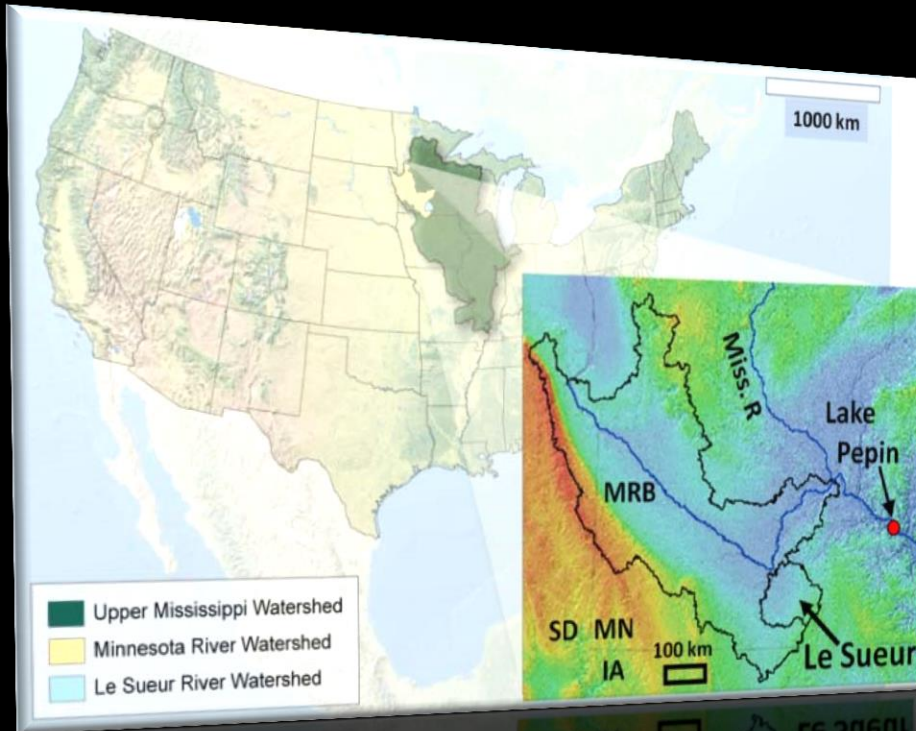 1000 km
Upper Mississippi Watershed
Minnesota River Watershed
Le Sueur River Watershed
Miss. R
Lake
Pepin
MRB
SD MN
IA
100 km
Le Sueur